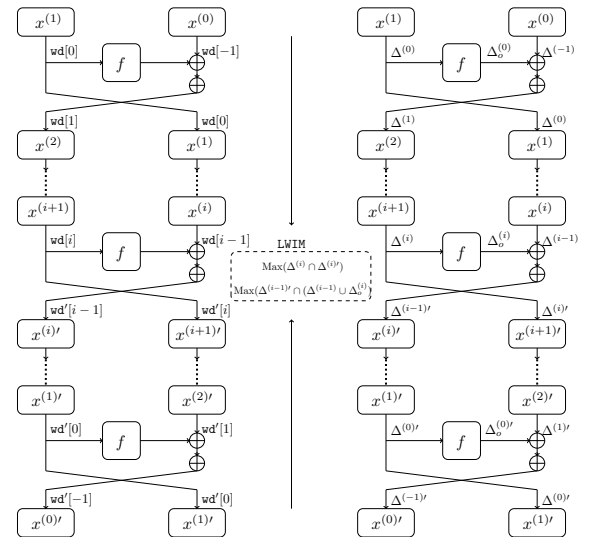 x^{(1)} x^{(0)} x^{(1)} x^{(0)}
wd[0] f wd[-1] Δ^{(0)} f Δ_o^{(0)} Δ^{(-1)}
wd[1] wd[0] Δ^{(1)} Δ^{(0)}
x^{(2)} x^{(1)} x^{(2)} x^{(1)}
x^{(i+1)} x^{(i)} x^{(i+1)} x^{(i)}
wd[i] f wd[i-1] Δ^{(i)} f Δ_o^{(i)} Δ^{(i-1)}
LWIM
Max(Δ^{(i)} ∩ Δ^{(i)′})
Max(Δ^{(i-1)′} ∩ (Δ^{(i-1)} ∪ Δ_o^{(i)})
wd′[i-1] wd′[i] Δ^{(i-1)′} Δ^{(i)′}
x^{(i)′} x^{(i+1)′} x^{(i)′} x^{(i+1)′}
x^{(1)′} x^{(2)′} x^{(1)′} x^{(2)′}
wd′[0] f wd′[1] Δ^{(0)′} f Δ_o^{(0)′} Δ^{(1)′}
wd′[-1] wd′[0] Δ^{(-1)′} Δ^{(0)′}
x^{(0)′} x^{(1)′} x^{(0)′} x^{(1)′}